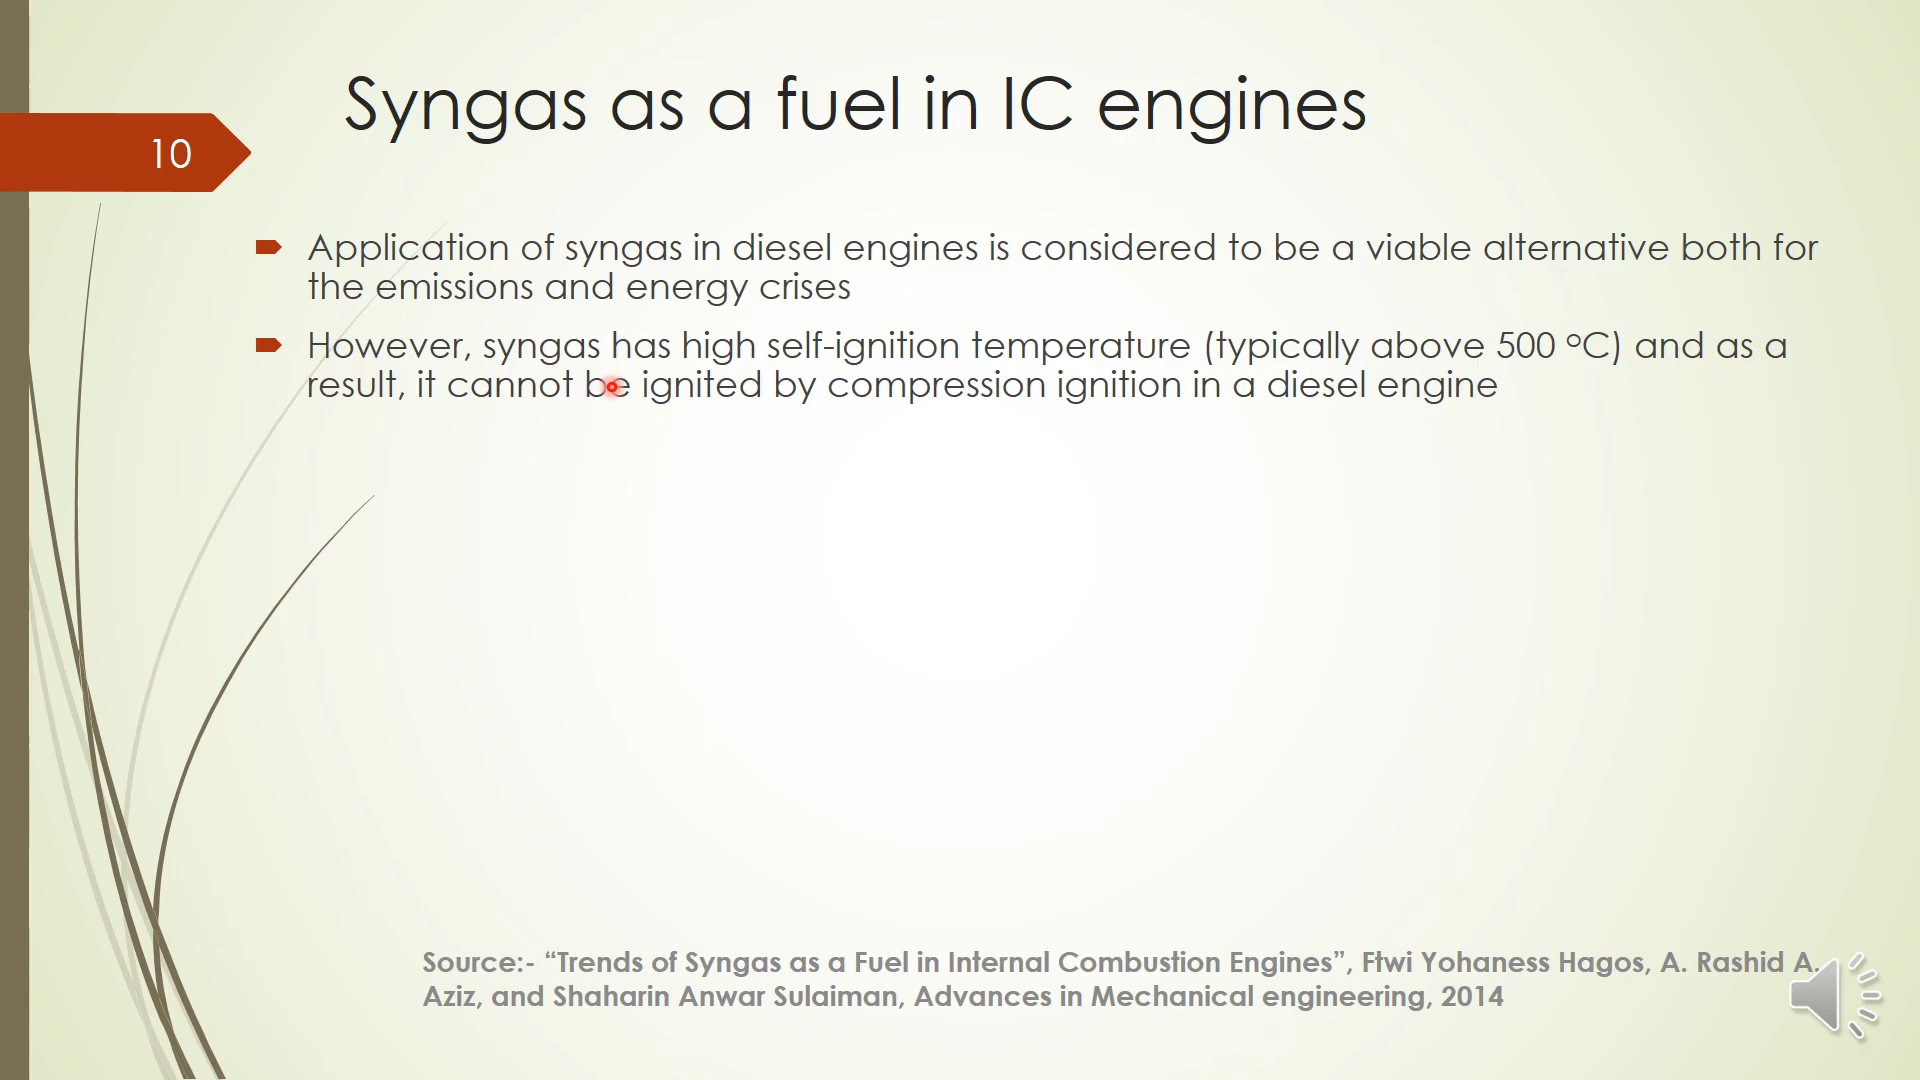 Syngas as a fuel in IC engines
10
Application of syngas in diesel engines is considered to be a viable alternative both for
the emissions and energy crises
However, syngas has high self-ignition temperature (typically above 500 °C) and as a
result, it cannot be ignited by compression ignition in a diesel engine
Source:- “Trends of Syngas as a Fuel in Internal Combustion Engines”, Ftwi Yohaness Hagos, A. Rashid A.
Aziz, and Shaharin Anwar Sulaiman, Advances in Mechanical engineering, 2014